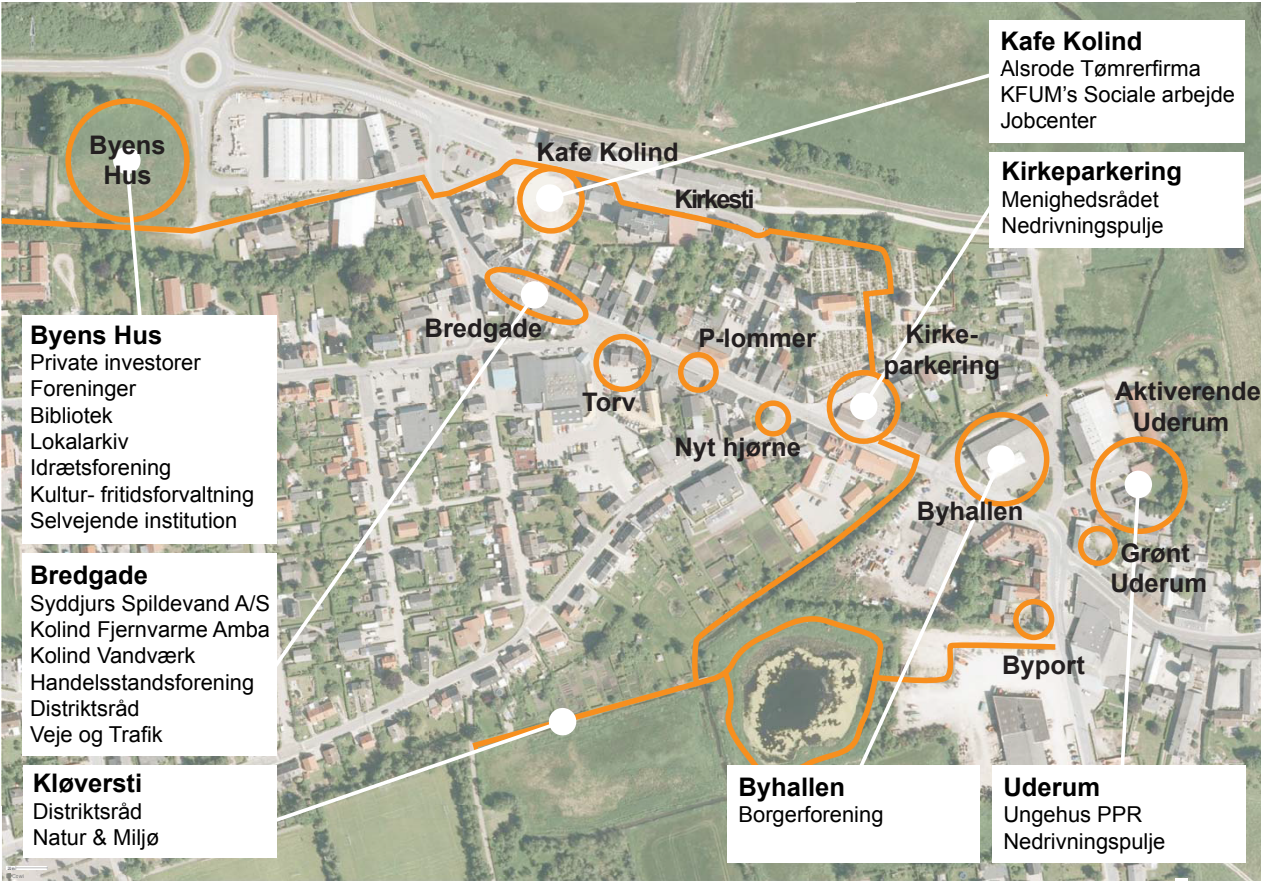 Kafe Kolind
Alsrode Tømrerfirma
KFUM's Sociale arbejde
Jobcenter
Kirkeparkering
Menighedsrådet
Nedrivningspulje
Byens
Hus
Kafe Kolind
Kirkesti
Bredgade
P-lommer
Kirke-
parkering
Torv
Nyt hjørne
Aktiverende
Uderum
Byhallen
Grønt
Uderum
Byport
Byens Hus
Private investorer
Foreninger
Bibliotek
Lokalarkiv
Idrætsforening
Kultur- fritidsforvaltning
Selvejende institution
Bredgade
Syddjurs Spildevand A/S
Kolind Fjernvarme Amba
Kolind Vandværk
Handelsstandsforening
Distriktsråd
Veje og Trafik
Kløversti
Distriktsråd
Natur & Miljø
Byhallen
Borgerforening
Uderum
Ungehus PPR
Nedrivningspulje